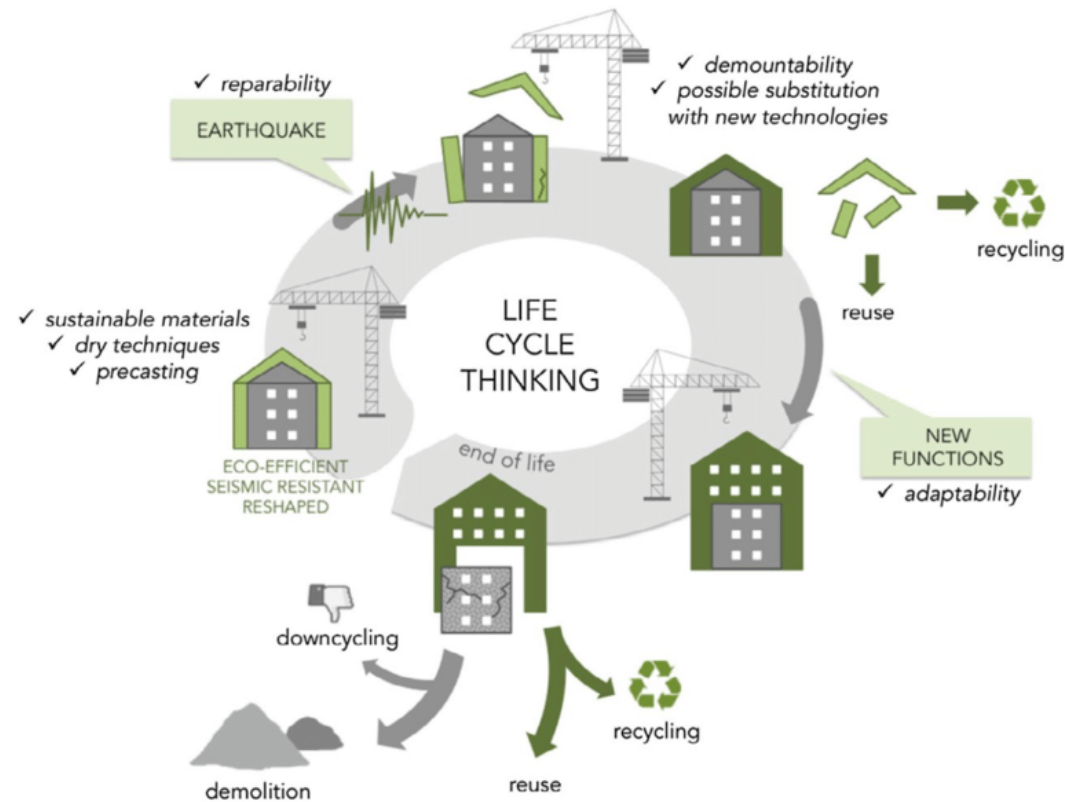 ✓ reparability
EARTHQUAKE
✓ demountability
✓ possible substitution
with new technologies
recycling
reuse
✓ sustainable materials
✓ dry techniques
✓ precasting
LIFE
CYCLE
THINKING
ECO-EFFICIENT
SEISMIC RESISTANT
RESHAPED
NEW
FUNCTIONS
✓ adaptability
end of life
downcycling
demolition
reuse
recycling